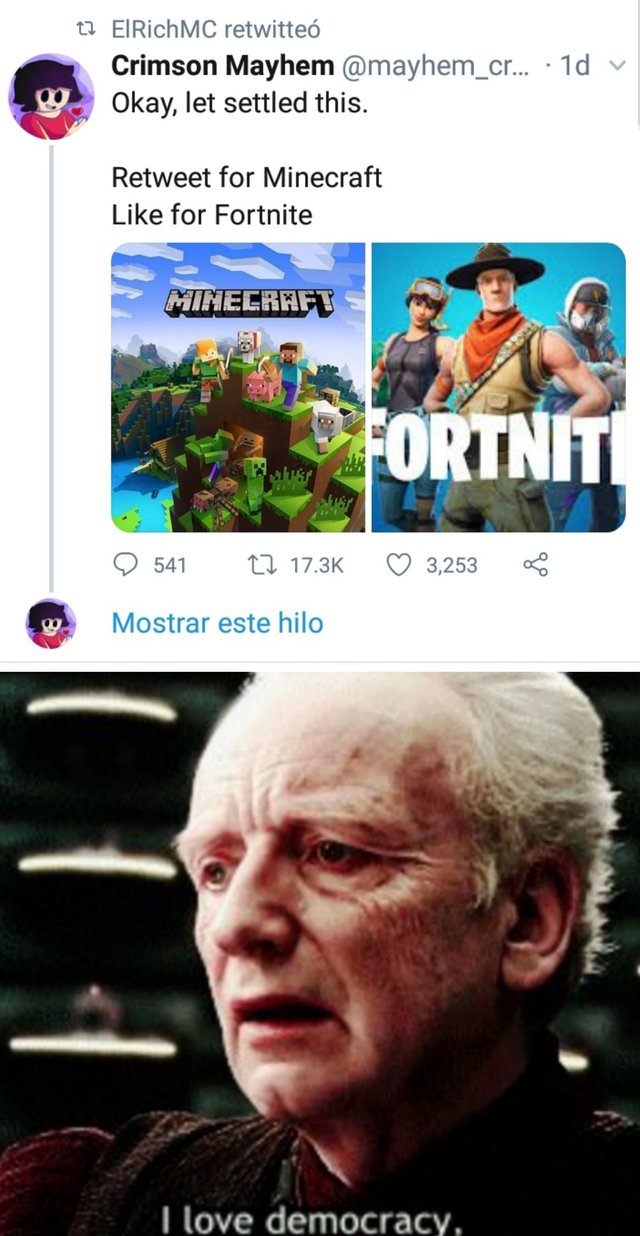 ElRichMC retwitteó
Crimson Mayhem @mayhem_cr... · 1d
Okay, let settled this.
Retweet for Minecraft
Like for Fortnite
MINECRAFT
FORTNIT
541 17.3K 3,253
Mostrar este hilo
I love democracy.